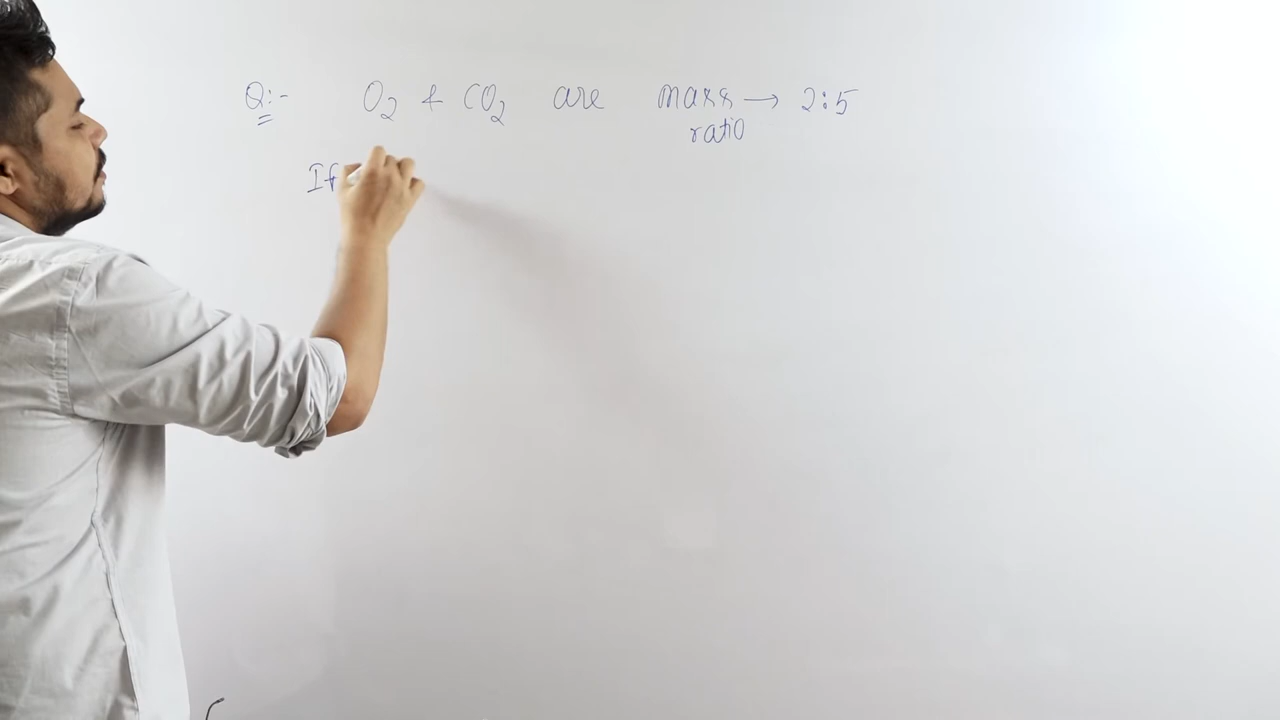 Q:- O2 & CO2 are mass → 2:5
ratio
If